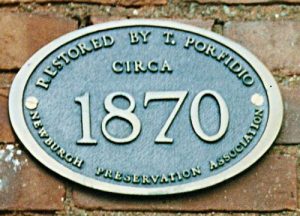 RESTORED BY T. PORFIDIO
CIRCA
1870
NEWBURGH PRESERVATION ASSOCIATION